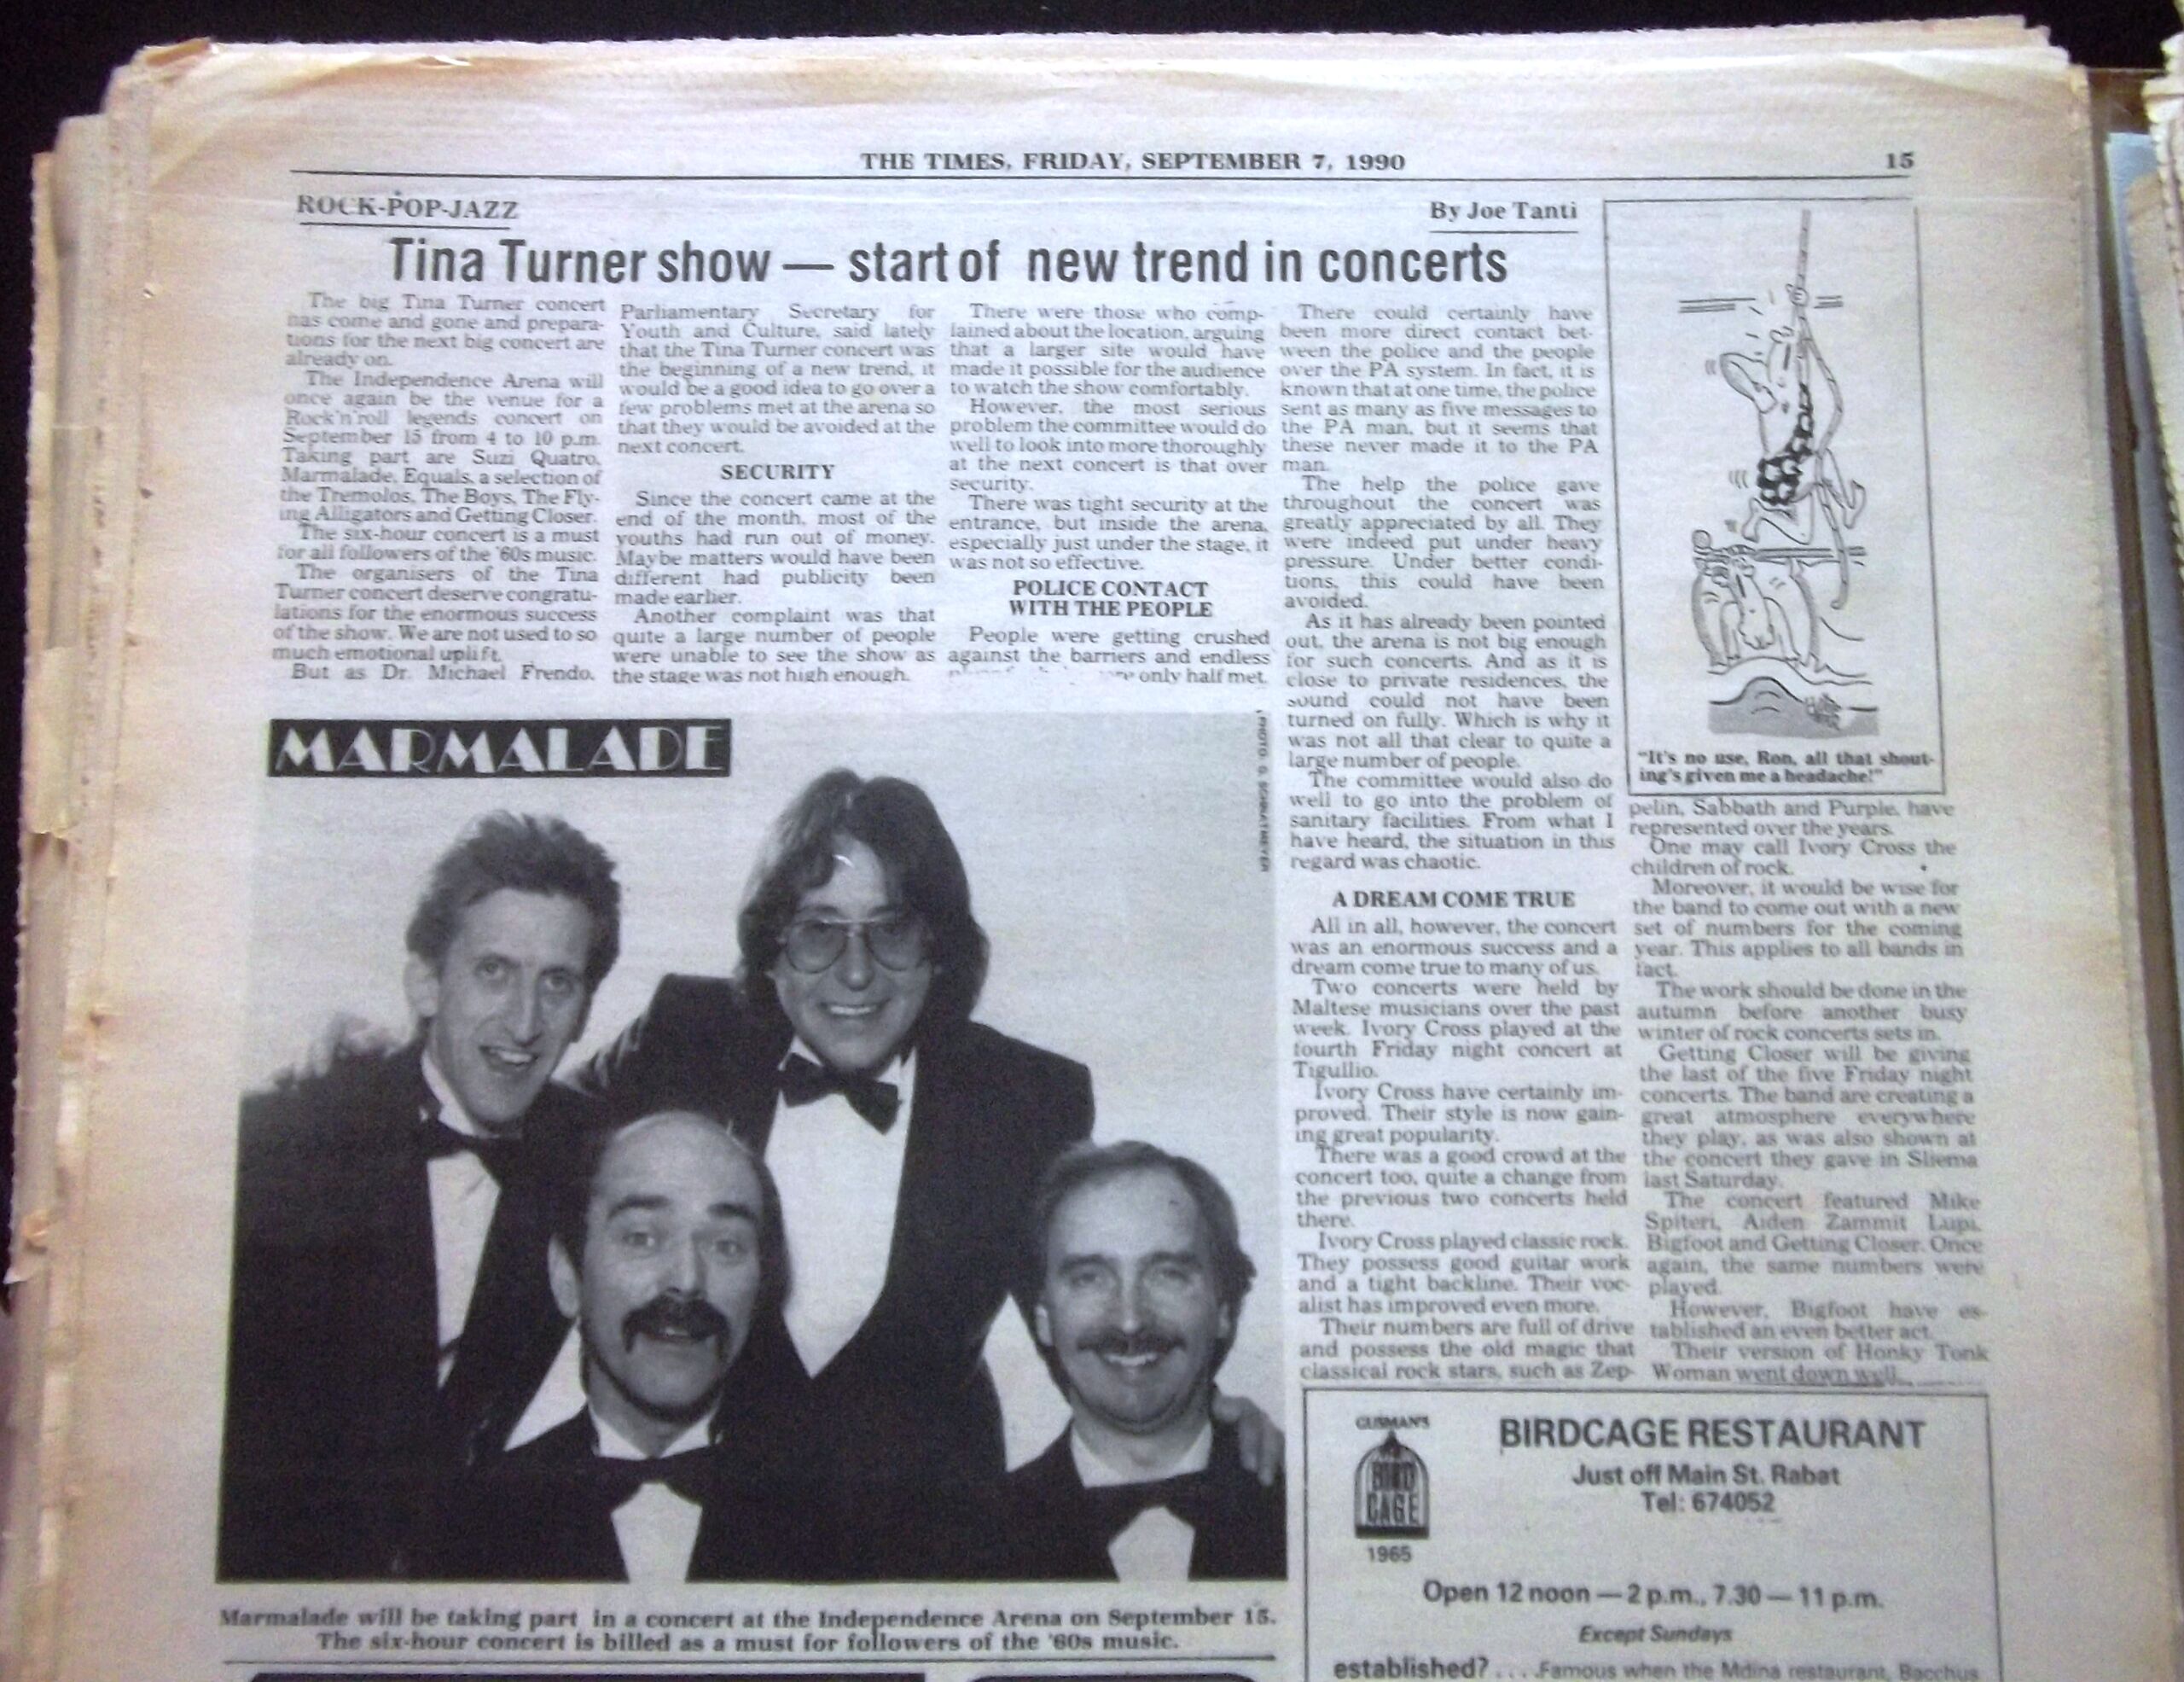 THE TIMES, FRIDAY, SEPTEMBER 7, 1990
15
ROCK-POP-JAZZ
By Joe Tanti
Tina Turner show — start of new trend in concerts
The big Tina Turner concert
has come and gone and prepara-
tions for the next big concert are
already on.
The Independence Arena will
once again be the venue for a
Rock'n'roll legends concert on
September 15 from 4 to 10 p.m.
Taking part are Suzi Quatro,
Marmalade, Equals, a selection of
the Tremolos, The Boys, The Fly-
ing Alligators and Getting Closer.
The six-hour concert is a must
for all followers of the '60s music.
The organisers of the Tina
Turner concert deserve congratu-
lations for the enormous success
of the show. We are not used to so
much emotional uplift.
But as Dr. Michael Frendo,
Parliamentary Secretary for
Youth and Culture, said lately
that the Tina Turner concert was
the beginning of a new trend, it
would be a good idea to go over a
few problems met at the arena so
that they would be avoided at the
next concert.
SECURITY
Since the concert came at the
end of the month, most of the
youths had run out of money.
Maybe matters would have been
different had publicity been
made earlier.
Another complaint was that
quite a large number of people
were unable to see the show as
the stage was not high enough.
There were those who comp-
lained about the location, arguing
that a larger site would have
made it possible for the audience
to watch the show comfortably.
However, the most serious
problem the committee would do
well to look into more thoroughly
at the next concert is that over
security.
There was tight security at the
entrance, but inside the arena,
especially just under the stage, it
was not so effective.
POLICE CONTACT
WITH THE PEOPLE
People were getting crushed
against the barriers and endless
only half met.
There could certainly have
been more direct contact bet-
ween the police and the people
over the PA system. In fact, it is
known that at one time, the police
sent as many as five messages to
the PA man, but it seems that
these never made it to the PA
man.
The help the police gave
throughout the concert was
greatly appreciated by all. They
were indeed put under heavy
pressure. Under better condi-
tions, this could have been
avoided.
As it has already been pointed
out, the arena is not big enough
for such concerts. And as it is
close to private residences, the
sound could not have been
turned on fully. Which is why it
was not all that clear to quite a
large number of people.
The committee would also do
well to go into the problem of
sanitary facilities. From what I
have heard, the situation in this
regard was chaotic.
A DREAM COME TRUE
All in all, however, the concert
was an enormous success and a
dream come true to many of us.
Two concerts were held by
Maltese musicians over the past
week. Ivory Cross played at the
fourth Friday night concert at
Tigullio.
Ivory Cross have certainly im-
proved. Their style is now gain-
ing great popularity.
There was a good crowd at the
concert too, quite a change from
the previous two concerts held
there.
Ivory Cross played classic rock.
They possess good guitar work
and a tight backline. Their voc-
alist has improved even more.
Their numbers are full of drive
and possess the old magic that
classical rock stars, such as Zep-
"It's no use, Ron, all that shout-
ing's given me a headache!"
pelin, Sabbath and Purple, have
represented over the years.
One may call Ivory Cross the
children of rock.
Moreover, it would be wise for
the band to come out with a new
set of numbers for the coming
year. This applies to all bands in
fact.
The work should be done in the
autumn before another busy
winter of rock concerts sets in.
Getting Closer will be giving
the last of the five Friday night
concerts. The band are creating a
great atmosphere everywhere
they play, as was also shown at
the concert they gave in Sliema
last Saturday.
The concert featured Mike
Spiteri, Aiden Zammit Lupi,
Bigfoot and Getting Closer. Once
again, the same numbers were
played.
However, Bigfoot have es-
tablished an even better act.
Their version of Honky Tonk
Woman went down well.
MARMALADE
Marmalade will be taking part in a concert at the Independence Arena on September 15.
The six-hour concert is billed as a must for followers of the '60s music.
GUSMAN'S
BIRD
CAGE
1965
BIRDCAGE RESTAURANT
Just off Main St. Rabat
Tel: 674052
Open 12 noon — 2 p.m., 7.30 — 11 p.m.
Except Sundays
established? . . . . Famous when the Mdina restaurant, Bacchus